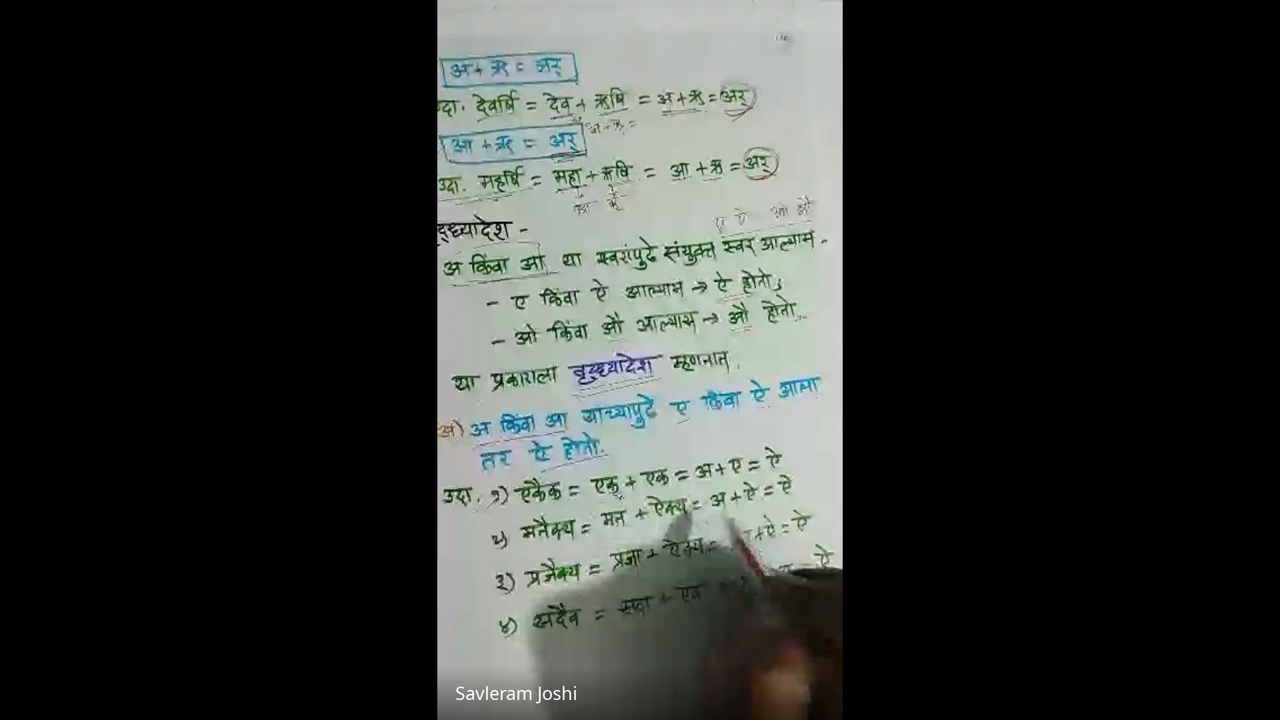 अ + ऋ = अर्
उदा. देवर्षि = देव + ऋषि = अ + ऋ = अर्
अ + ऋ =
आ + ऋ = अर्
उदा. महर्षि = महा + ऋषि = आ + ऋ = अर्
ए ऐ ओ औ
वृद्ध्यादेश -
अ किंवा आ या स्वरांपुढे संयुक्त स्वर आल्यास -
- ए किंवा ऐ आल्यास → ऐ होतो,
- ओ किंवा औ आल्यास → औ होतो.
या प्रकाराला वृद्ध्यादेश म्हणतात.
अ) अ किंवा आ यांच्यापुढे ए किंवा ऐ आला
तर ऐ होतो.
उदा. १) एकैक = एक + एक = अ + ए = ऐ
२) मतैक्य = मत + ऐक्य = अ + ऐ = ऐ
३) प्रजैक्य = प्रजा + ऐक्य = + ऐ = ऐ
४) सदैव = सदा + एव = ऐ
Savleram Joshi